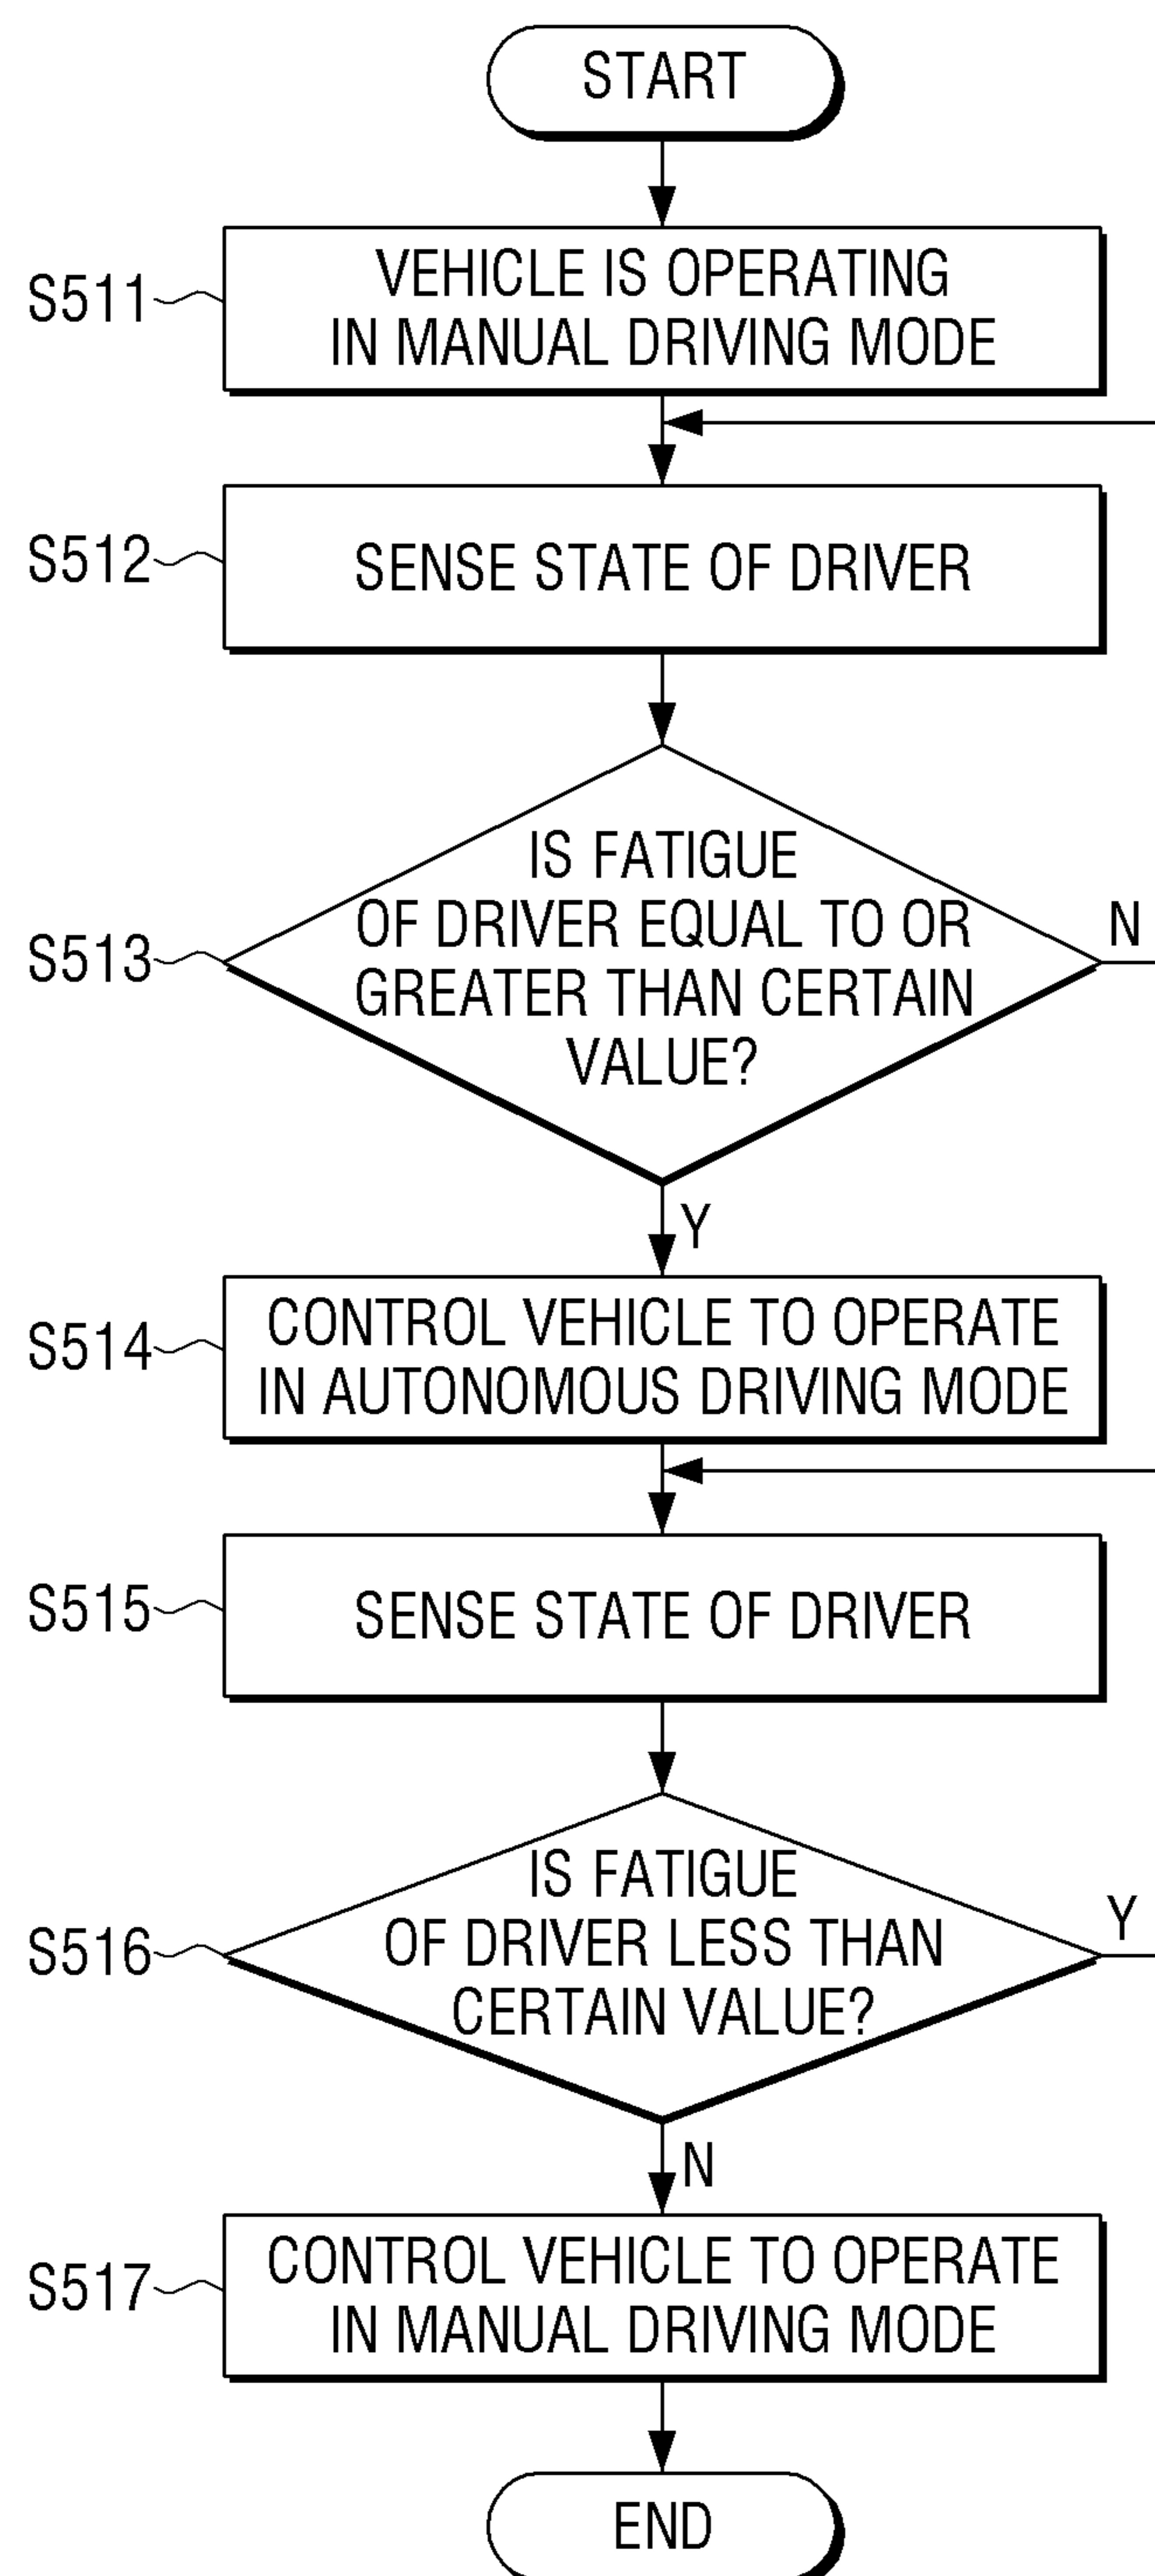 START
S511
VEHICLE IS OPERATING
IN MANUAL DRIVING MODE
S512
SENSE STATE OF DRIVER
S513
IS FATIGUE
OF DRIVER EQUAL TO OR
GREATER THAN CERTAIN
VALUE?
N
Y
S514
CONTROL VEHICLE TO OPERATE
IN AUTONOMOUS DRIVING MODE
S515
SENSE STATE OF DRIVER
S516
IS FATIGUE
OF DRIVER LESS THAN
CERTAIN VALUE?
Y
N
S517
CONTROL VEHICLE TO OPERATE
IN MANUAL DRIVING MODE
END